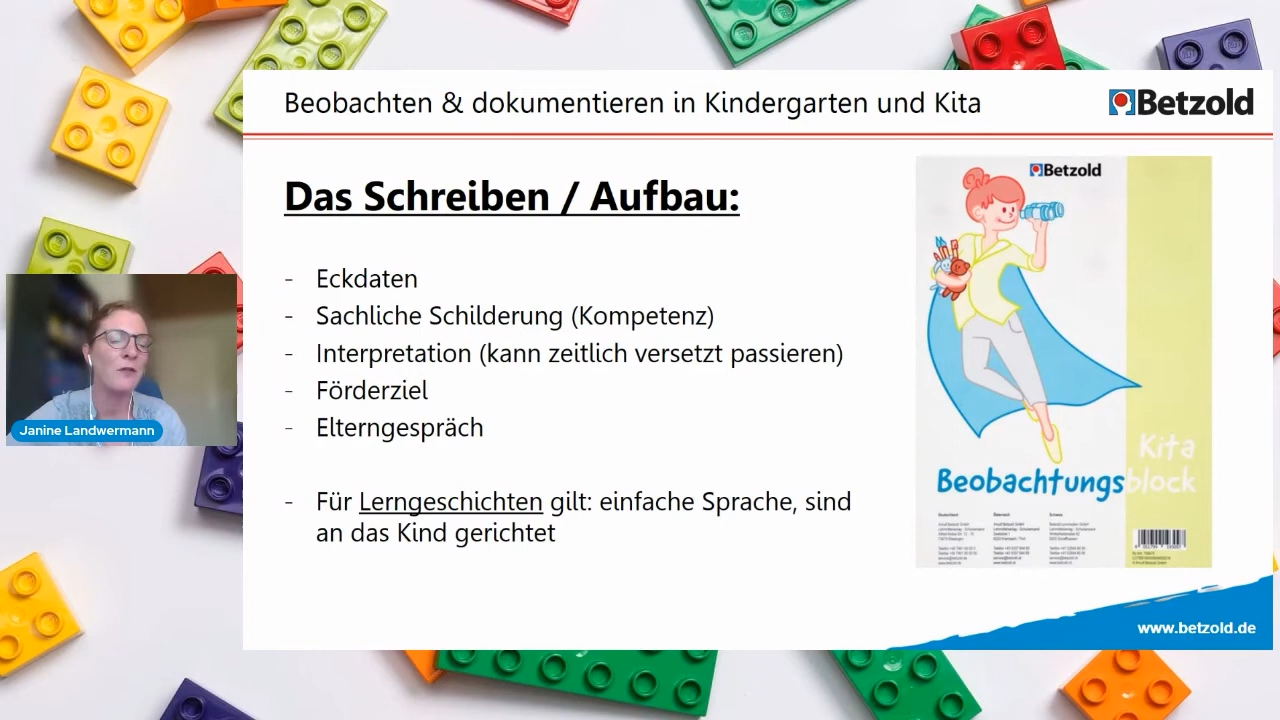 Beobachten & dokumentieren in Kindergarten und Kita
Betzold
Das Schreiben / Aufbau:
- Eckdaten
- Sachliche Schilderung (Kompetenz)
- Interpretation (kann zeitlich versetzt passieren)
- Förderziel
- Elterngespräch
- Für Lerngeschichten gilt: einfache Sprache, sind
an das Kind gerichtet
Betzold
Kita
Beobachtungsblock
Janine Landwermann
www.betzold.de